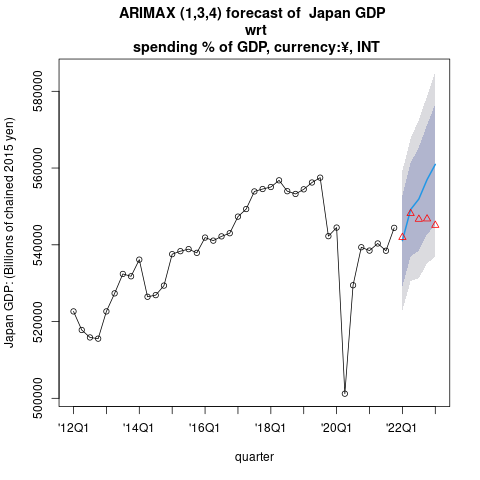 ARIMAX (1,3,4) forecast of Japan GDP
wrt
spending % of GDP, currency:¥, INT
Japan GDP: (Billions of chained 2015 yen)
580000
560000
540000
520000
500000
'12Q1 '14Q1 '16Q1 '18Q1 '20Q1 '22Q1
quarter